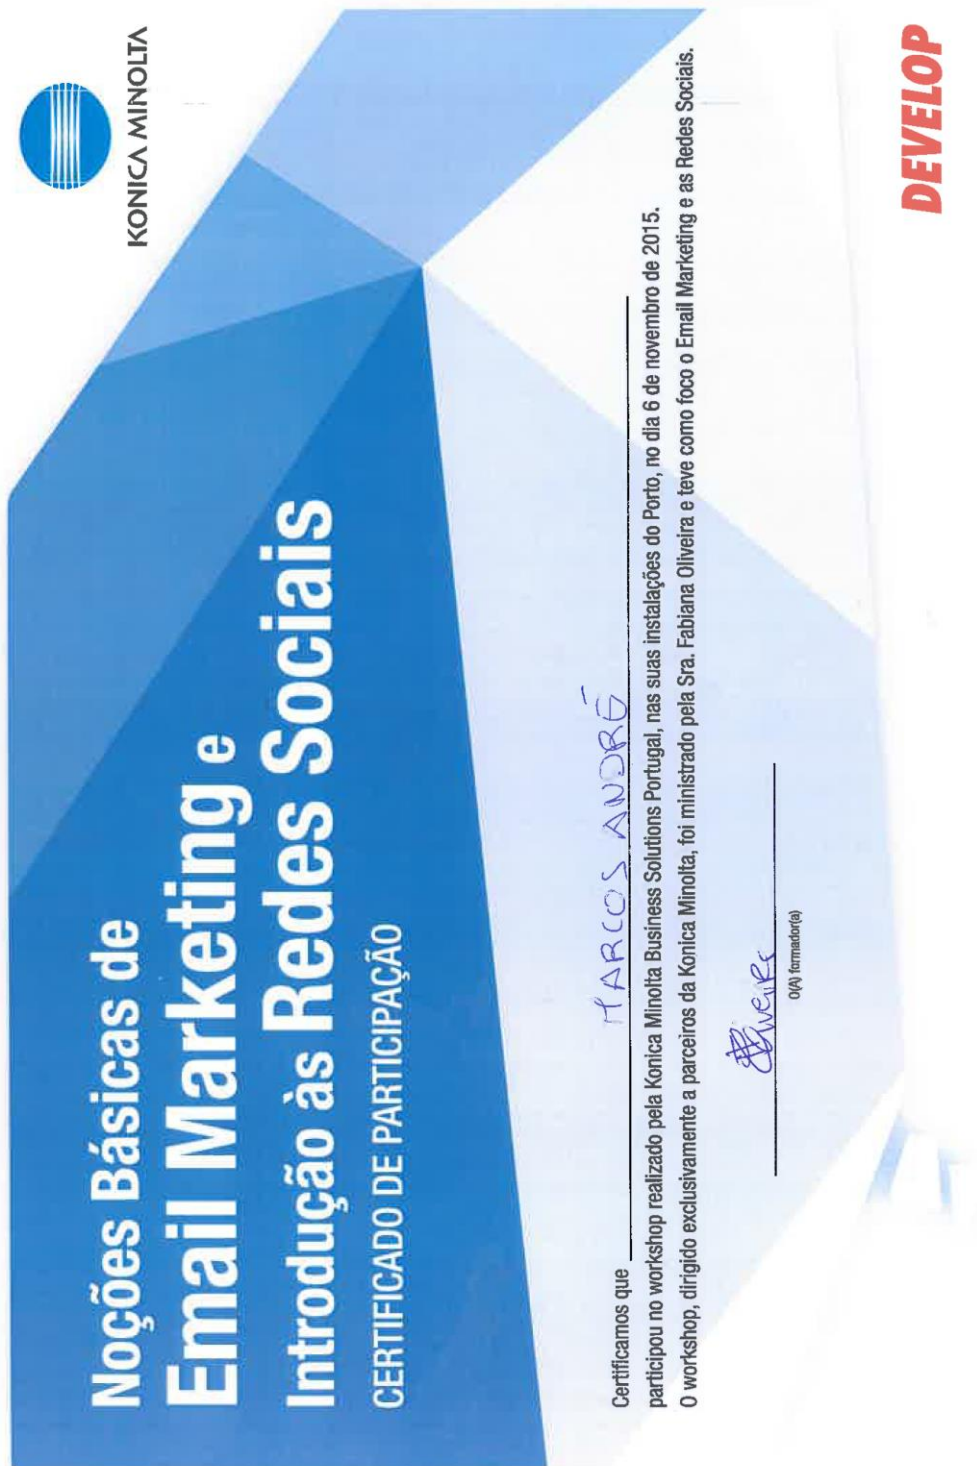 KONICA MINOLTA
Noções Básicas de
Email Marketing e
Introdução às Redes Sociais
CERTIFICADO DE PARTICIPAÇÃO
Certificamos que MARCOS ANDRÉ
participou no workshop realizado pela Konica Minolta Business Solutions Portugal, nas suas instalações do Porto, no dia 6 de novembro de 2015.
O workshop, dirigido exclusivamente a parceiros da Konica Minolta, foi ministrado pela Sra. Fabiana Oliveira e teve como foco o Email Marketing e as Redes Sociais.
O(A) formador(a)
DEVELOP